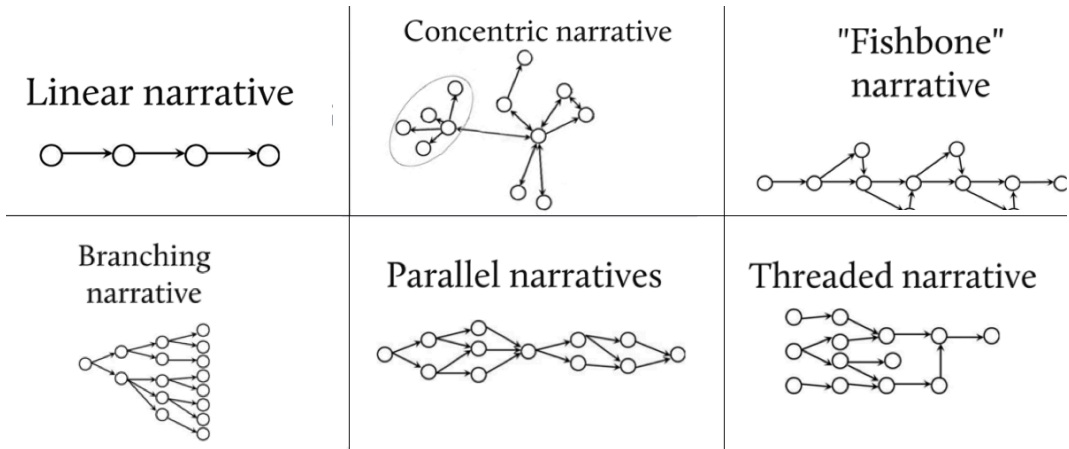 Linear narrative
Concentric narrative
"Fishbone"
narrative
Branching
narrative
Parallel narratives
Threaded narrative